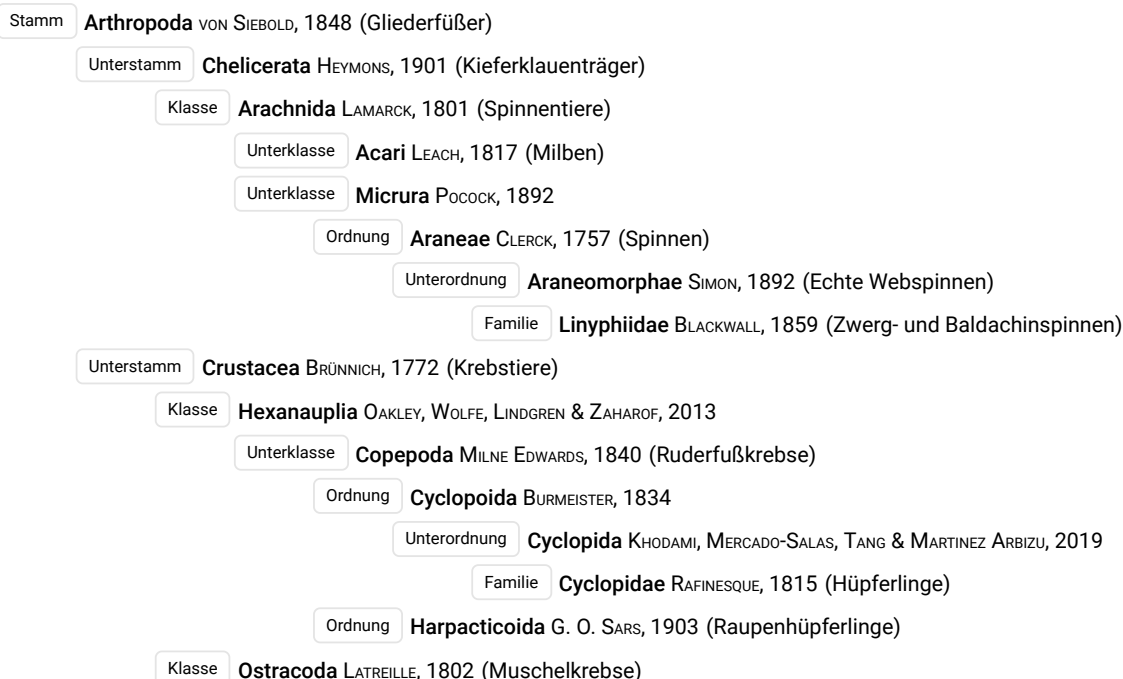 Stamm Arthropoda von Siebold, 1848 (Gliederfüßer)
Unterstamm Chelicerata Heymons, 1901 (Kieferklauenträger)
Klasse Arachnida Lamarck, 1801 (Spinnentiere)
Unterklasse Acari Leach, 1817 (Milben)
Unterklasse Micrura Pocock, 1892
Ordnung Araneae Clerck, 1757 (Spinnen)
Unterordnung Araneomorphae Simon, 1892 (Echte Webspinnen)
Familie Linyphiidae Blackwall, 1859 (Zwerg- und Baldachinspinnen)
Unterstamm Crustacea Brünnich, 1772 (Krebstiere)
Klasse Hexanauplia Oakley, Wolfe, Lindgren & Zaharof, 2013
Unterklasse Copepoda Milne Edwards, 1840 (Ruderfußkrebse)
Ordnung Cyclopoida Burmeister, 1834
Unterordnung Cyclopida Khodami, Mercado-Salas, Tang & Martinez Arbizu, 2019
Familie Cyclopidae Rafinesque, 1815 (Hüpferlinge)
Ordnung Harpacticoida G. O. Sars, 1903 (Raupenhüpferlinge)
Klasse Ostracoda Latreille, 1802 (Muschelkrebse)